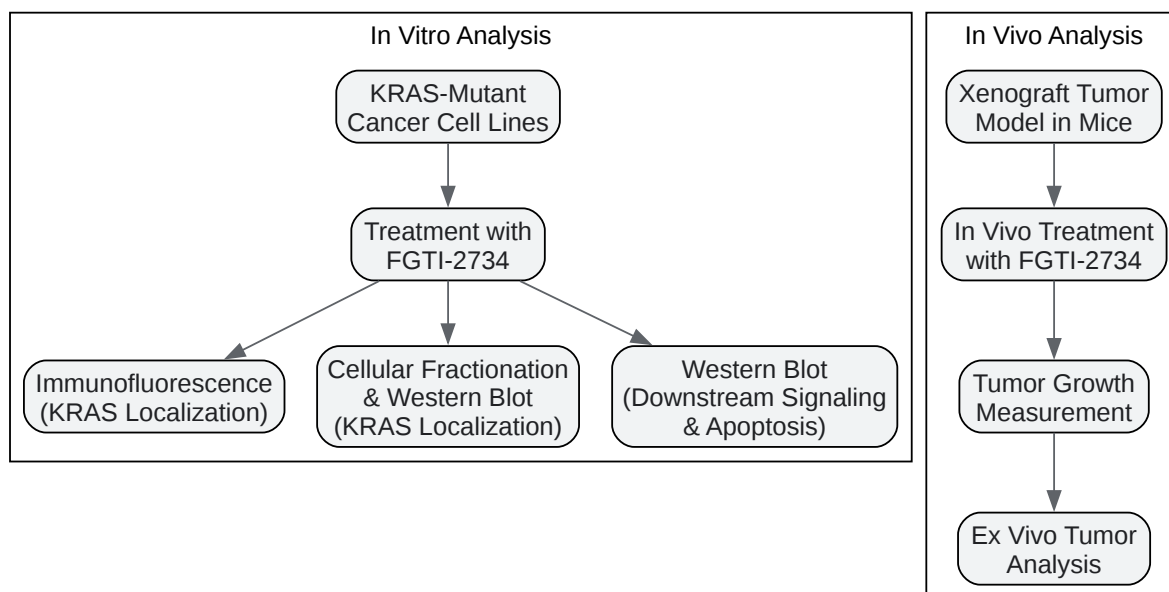 In Vitro Analysis
KRAS-Mutant
Cancer Cell Lines
Treatment with
FGTI-2734
Immunofluorescence
(KRAS Localization)
Cellular Fractionation
& Western Blot
(KRAS Localization)
Western Blot
(Downstream Signaling
& Apoptosis)
In Vivo Analysis
Xenograft Tumor
Model in Mice
In Vivo Treatment
with FGTI-2734
Tumor Growth
Measurement
Ex Vivo Tumor
Analysis